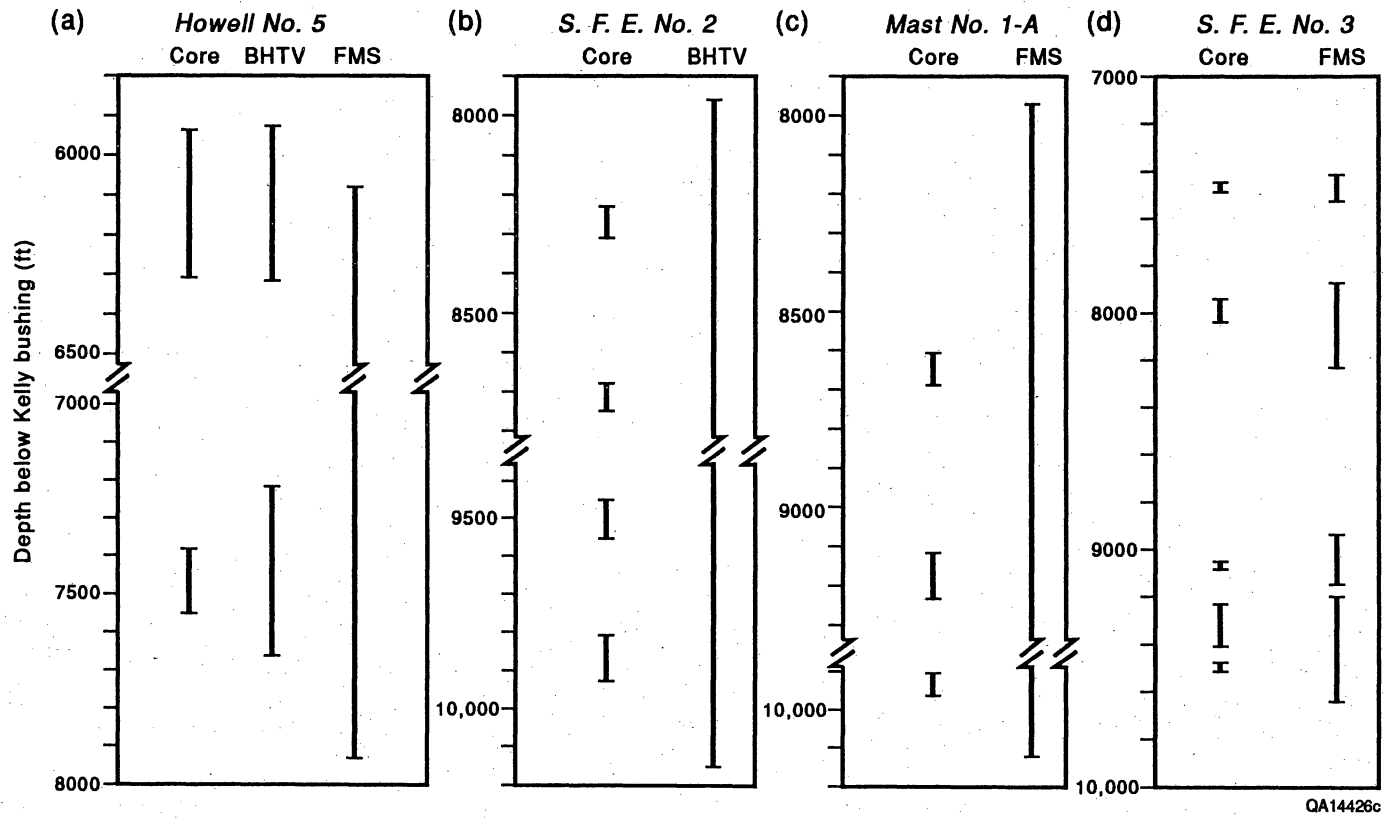 (a) Howell No. 5
Core BHTV FMS
Depth below Kelly bushing (ft)
6000
6500
7000
7500
8000
(b) S. F. E. No. 2
Core BHTV
8000
8500
9500
10,000
(c) Mast No. 1-A
Core FMS
8000
8500
9000
10,000
(d) S. F. E. No. 3
Core FMS
7000
8000
9000
10,000
QA14426c